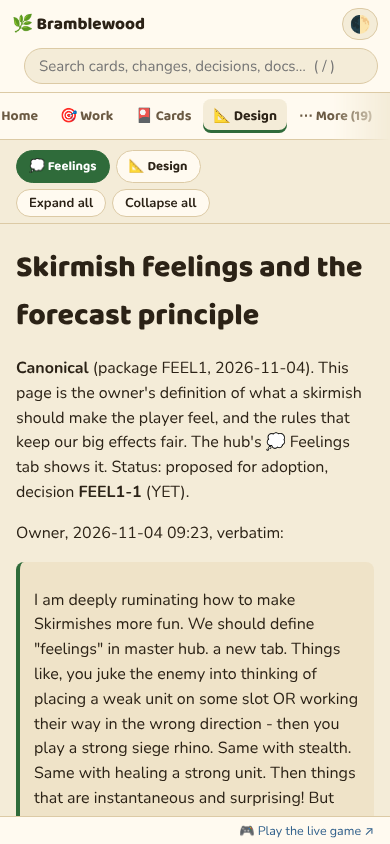 🌿 Bramblewood
🌓
Search cards, changes, decisions, docs… ( / )
Home 🎯 Work 🎴 Cards 📐 Design ⋯ More (19)
💭 Feelings 📐 Design
Expand all Collapse all
Skirmish feelings and the
forecast principle
Canonical (package FEEL1, 2026-11-04). This
page is the owner's definition of what a skirmish
should make the player feel, and the rules that
keep our big effects fair. The hub's 💭 Feelings
tab shows it. Status: proposed for adoption,
decision FEEL1-1 (YET).
Owner, 2026-11-04 09:23, verbatim:
I am deeply ruminating how to make
Skirmishes more fun. We should define
"feelings" in master hub. a new tab. Things
like, you juke the enemy into thinking of
placing a weak unit on some slot OR working
their way in the wrong direction - then you
play a strong siege rhino. Same with stealth.
Same with healing a strong unit. Then things
that are instantaneous and surprising! But
🎮 Play the live game ↗